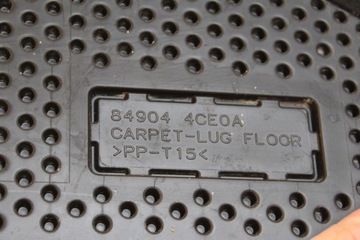 84904 4CE0A
CARPET-LUG FLOOR
>PP-T15<